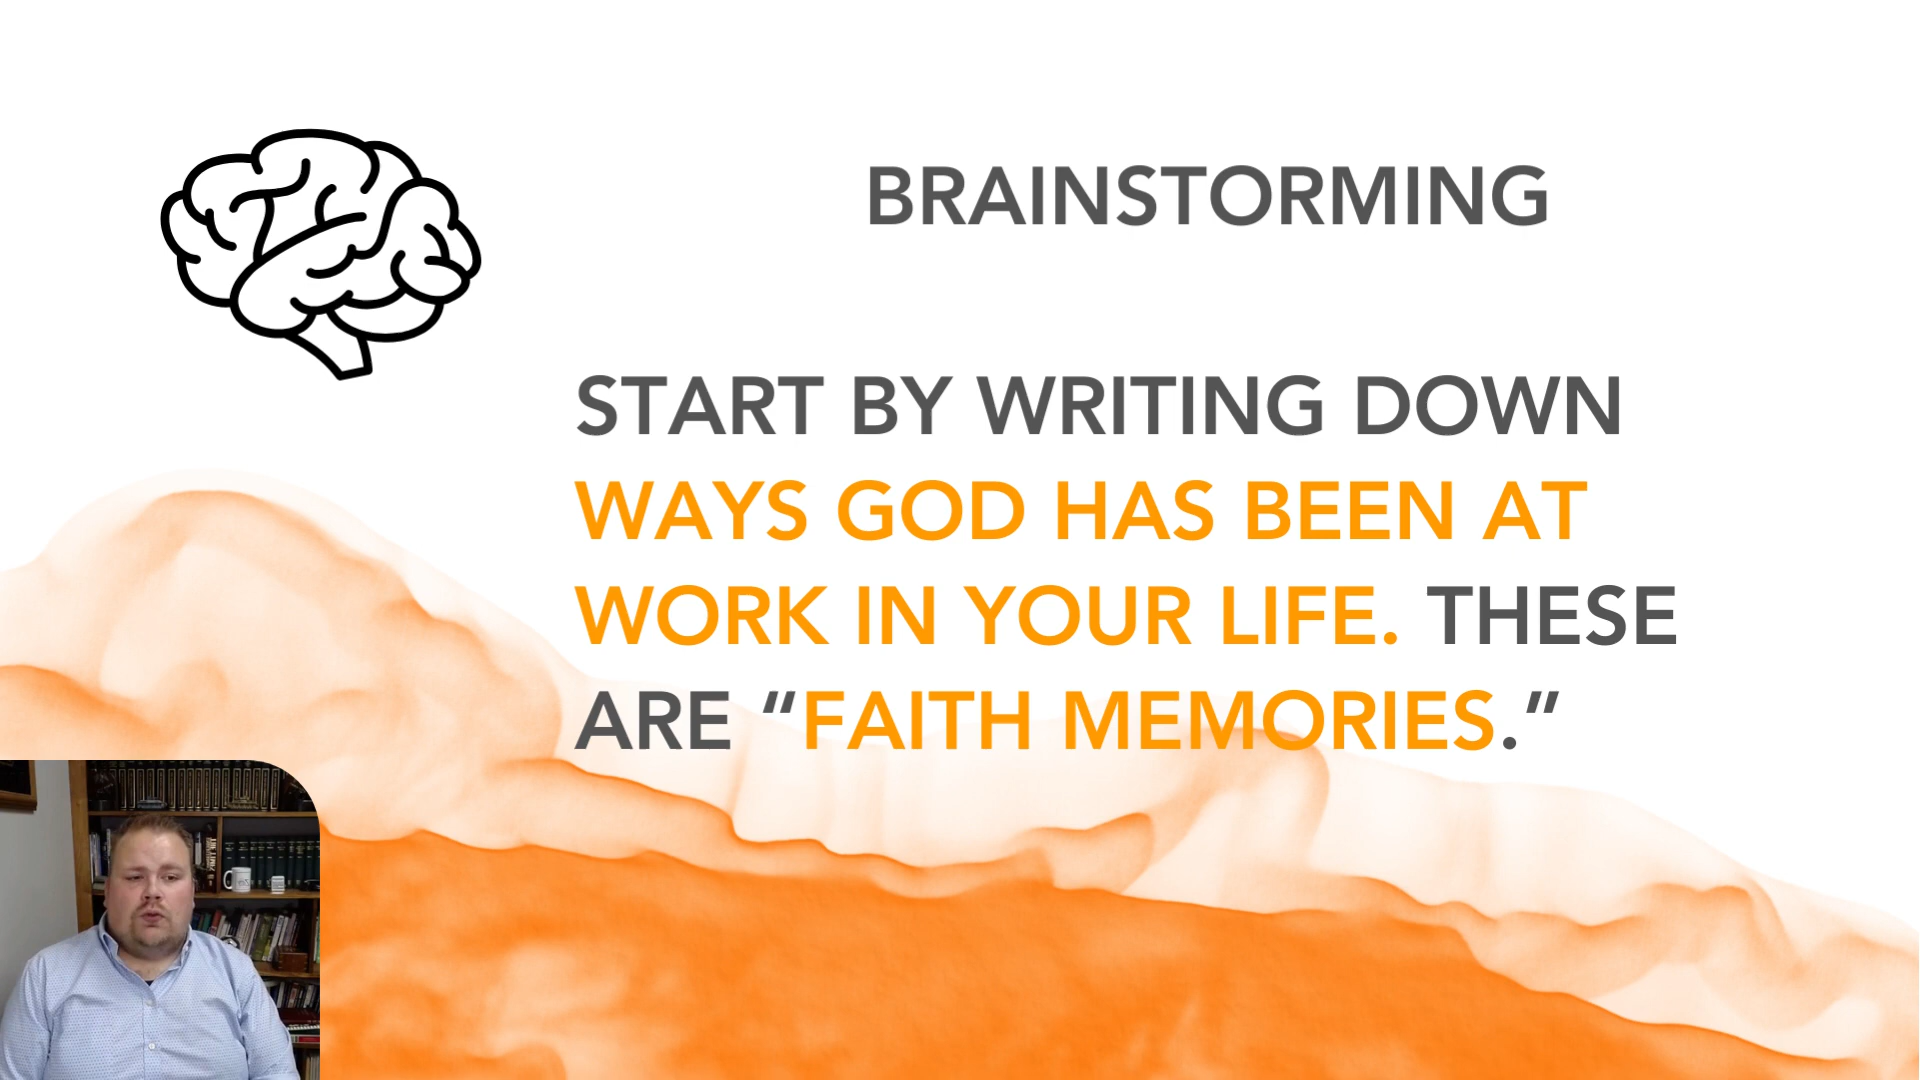 BRAINSTORMING
START BY WRITING DOWN
WAYS GOD HAS BEEN AT
WORK IN YOUR LIFE. THESE
ARE “FAITH MEMORIES.”